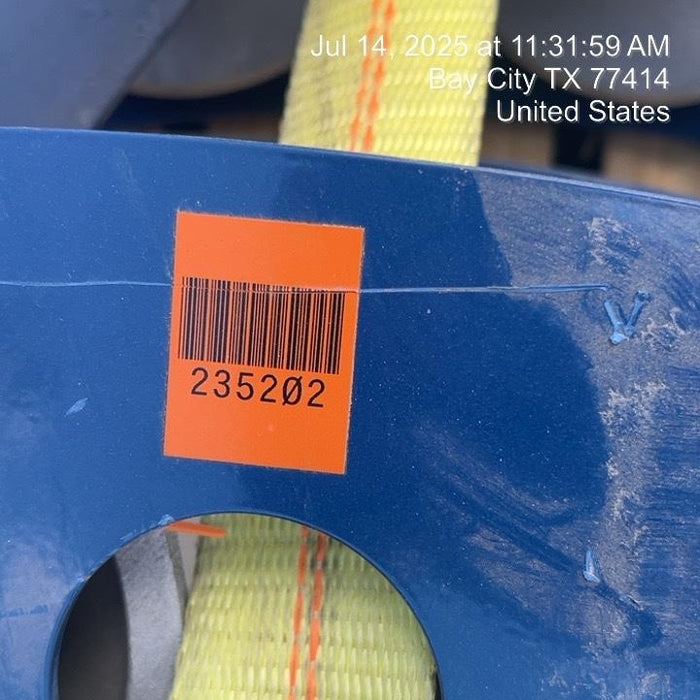 Jul 14, 2025 at 11:31:59 AM
Bay City TX 77414
United States
235202